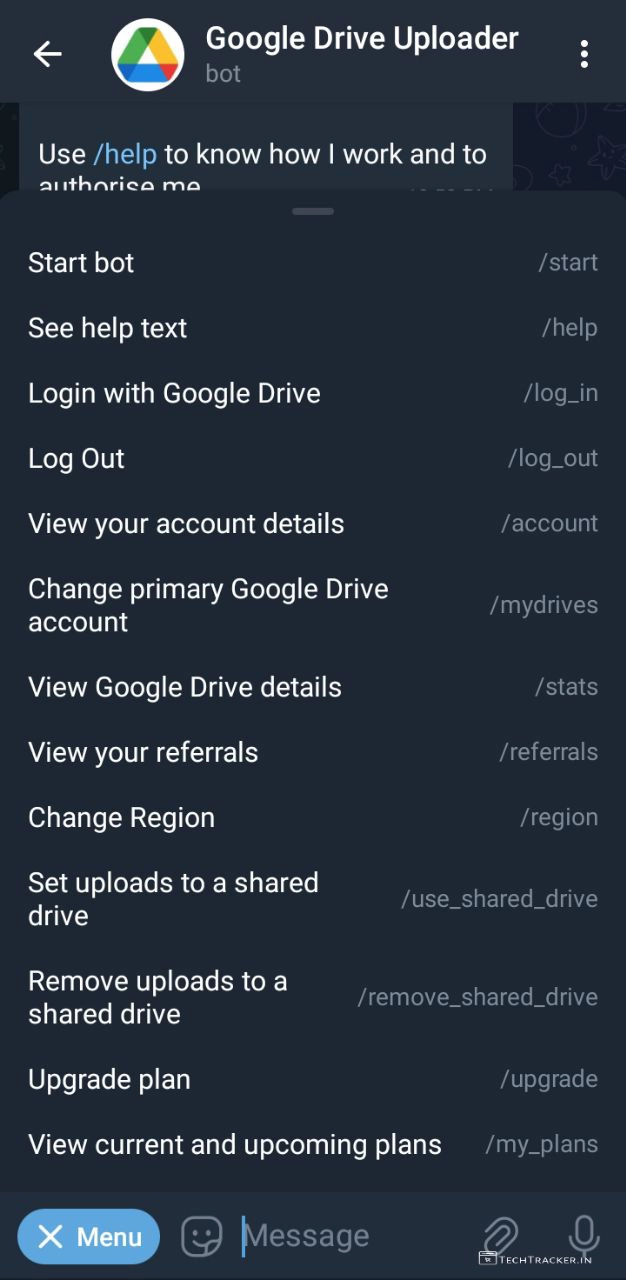 Google Drive Uploader
bot
Use /help to know how I work and to
authorise me
Start bot /start
See help text /help
Login with Google Drive /log_in
Log Out /log_out
View your account details /account
Change primary Google Drive
account /mydrives
View Google Drive details /stats
View your referrals /referrals
Change Region /region
Set uploads to a shared
drive /use_shared_drive
Remove uploads to a
shared drive /remove_shared_drive
Upgrade plan /upgrade
View current and upcoming plans /my_plans
Menu Message
TECHTRACKER.IN